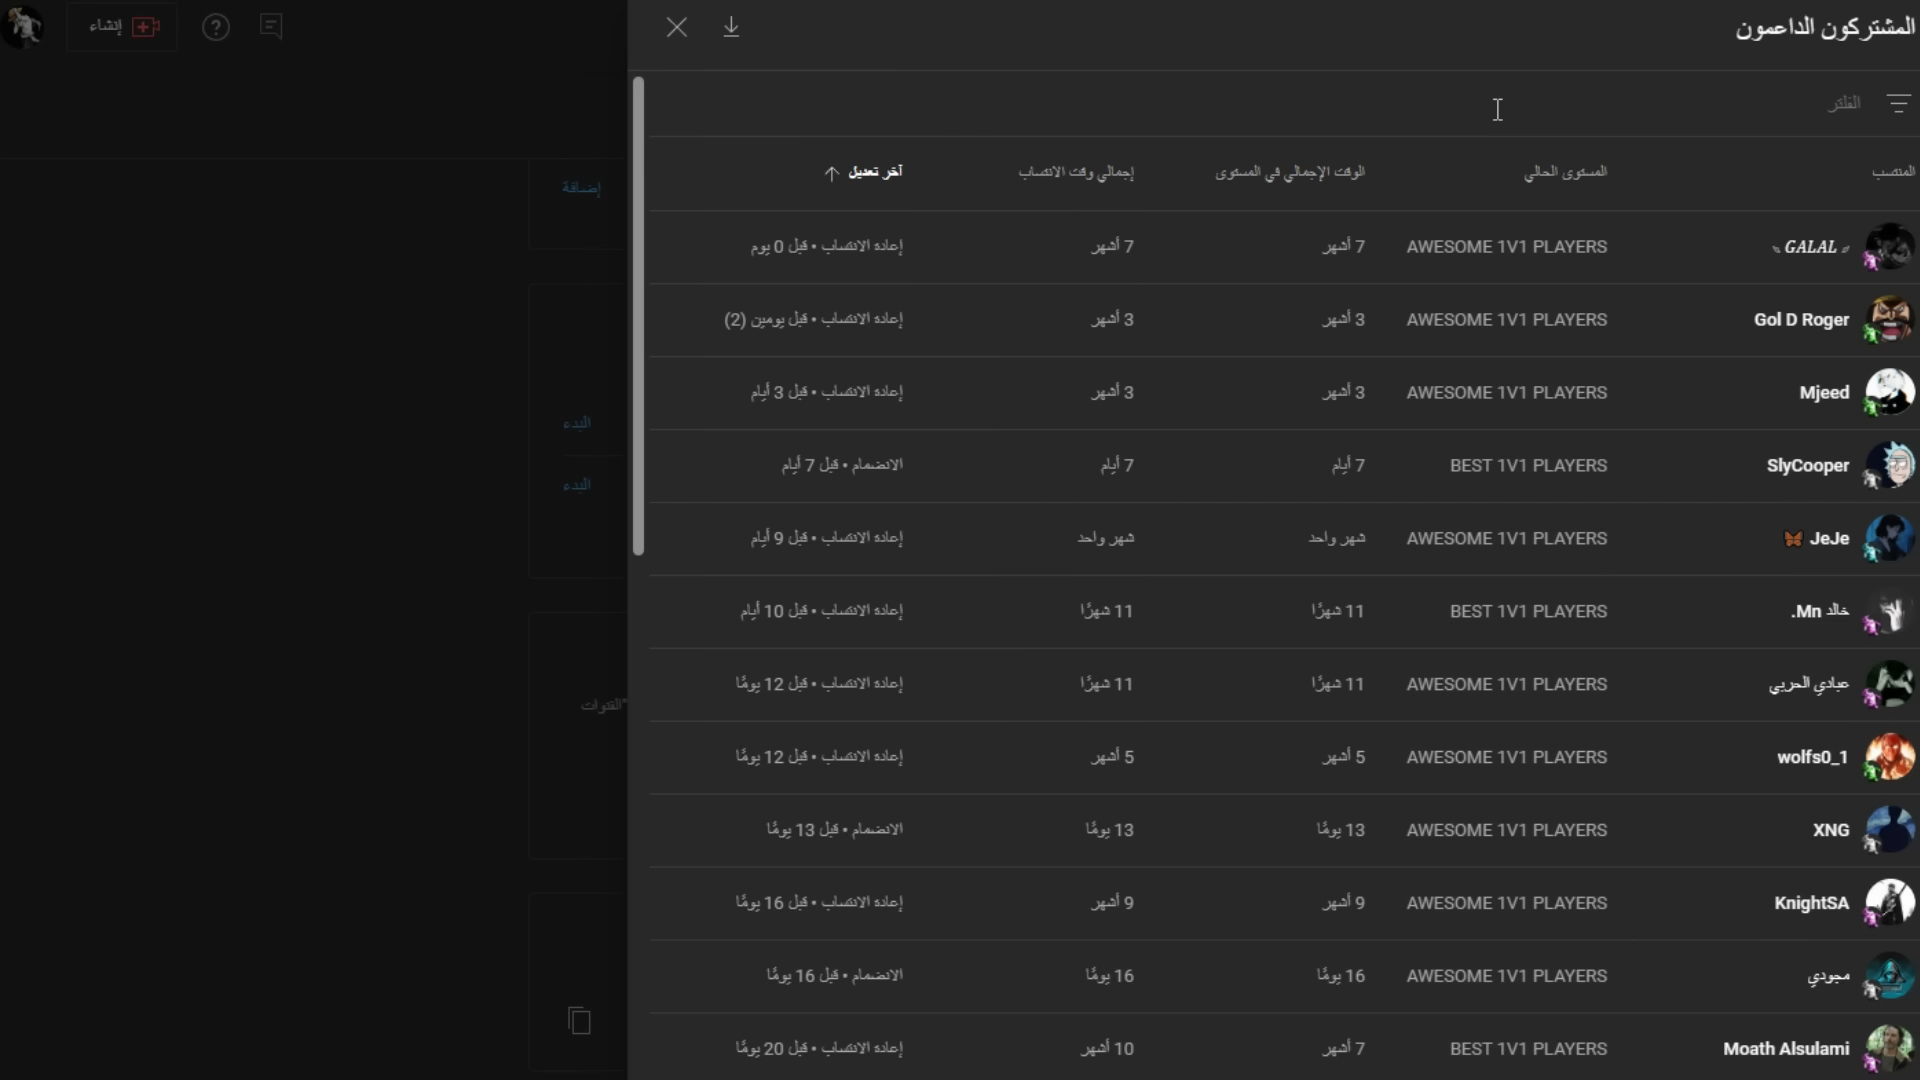 المشتركون الداعمون
إنشاء
الفلتر
المنتسب المستوى الحالي الوقت الإجمالي في المستوى إجمالي وقت الانتساب آخر تعديل
إضافة
GALAL AWESOME 1V1 PLAYERS 7 أشهر 7 أشهر إعادة الانتساب • قبل 0 يوم
Gol D Roger AWESOME 1V1 PLAYERS 3 أشهر 3 أشهر إعادة الانتساب • قبل يومين (2)
Mjeed AWESOME 1V1 PLAYERS 3 أشهر 3 أشهر إعادة الانتساب • قبل 3 أيام
البدء
SlyCooper BEST 1V1 PLAYERS 7 أيام 7 أيام الانضمام • قبل 7 أيام
البدء
JeJe 🦋 AWESOME 1V1 PLAYERS شهر واحد شهر واحد إعادة الانتساب • قبل 9 أيام
خالد Mn. BEST 1V1 PLAYERS 11 شهرًا 11 شهرًا إعادة الانتساب • قبل 10 أيام
عبادي الحربي AWESOME 1V1 PLAYERS 11 شهرًا 11 شهرًا إعادة الانتساب • قبل 12 يومًا
"القنوات
wolfs0_1 AWESOME 1V1 PLAYERS 5 أشهر 5 أشهر إعادة الانتساب • قبل 12 يومًا
XNG AWESOME 1V1 PLAYERS 13 يومًا 13 يومًا الانضمام • قبل 13 يومًا
KnightSA AWESOME 1V1 PLAYERS 9 أشهر 9 أشهر إعادة الانتساب • قبل 16 يومًا
مجودي AWESOME 1V1 PLAYERS 16 يومًا 16 يومًا الانضمام • قبل 16 يومًا
Moath Alsulami BEST 1V1 PLAYERS 7 أشهر 10 أشهر إعادة الانتساب • قبل 20 يومًا